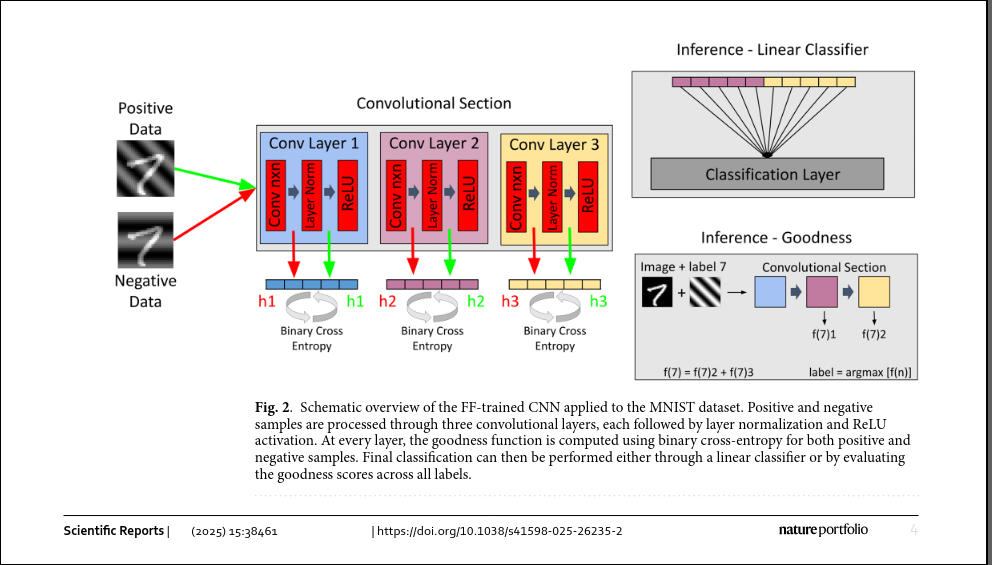 Inference - Linear Classifier
Classification Layer
Positive
Data
Negative
Data
Convolutional Section
Conv Layer 1
Conv nxn
Layer Norm
ReLU
Conv Layer 2
Conv nxn
Layer Norm
ReLU
Conv Layer 3
Conv nxn
Layer Norm
ReLU
h1 h1
Binary Cross
Entropy
h2 h2
Binary Cross
Entropy
h3 h3
Binary Cross
Entropy
Inference - Goodness
Image + label 7
Convolutional Section
+
f(7)1 f(7)2
f(7) = f(7)2 + f(7)3 label = argmax [f(n)]
Fig. 2. Schematic overview of the FF-trained CNN applied to the MNIST dataset. Positive and negative
samples are processed through three convolutional layers, each followed by layer normalization and ReLU
activation. At every layer, the goodness function is computed using binary cross-entropy for both positive and
negative samples. Final classification can then be performed either through a linear classifier or by evaluating
the goodness scores across all labels.
Scientific Reports | (2025) 15:38461 | https://doi.org/10.1038/s41598-025-26235-2 nature portfolio 4